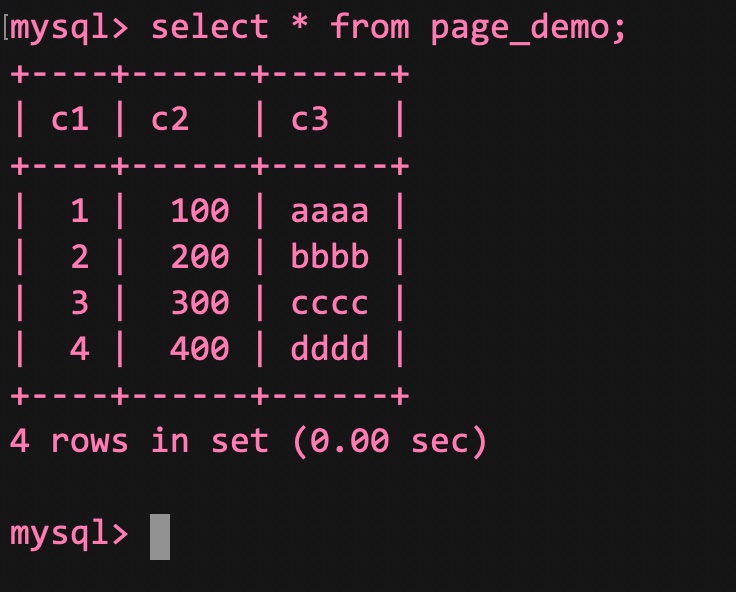 [mysql> select * from page_demo;
+----+------+------+
| c1 | c2   | c3   |
+----+------+------+
|  1 |  100 | aaaa |
|  2 |  200 | bbbb |
|  3 |  300 | cccc |
|  4 |  400 | dddd |
+----+------+------+
4 rows in set (0.00 sec)
mysql>